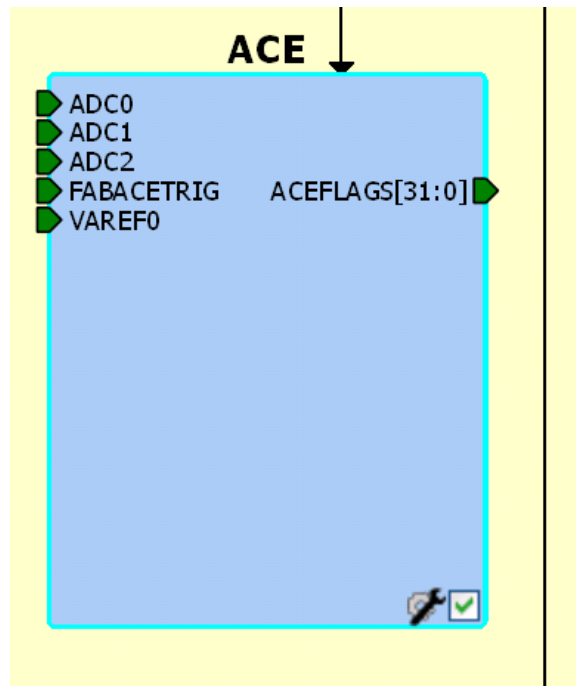 ACE
ADC0
ADC1
ADC2
FABACETRIG ACEFLAGS[31:0]
VAREF0